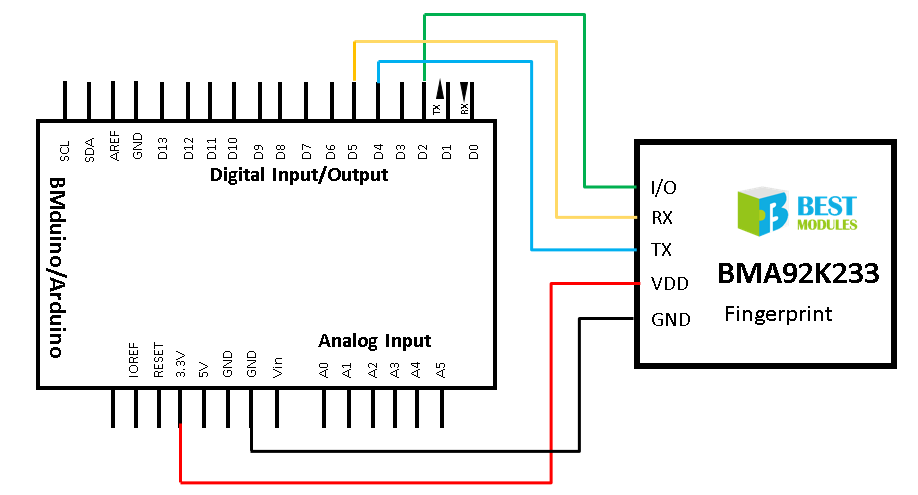 SCL
SDA
AREF
GND
D13
D12
D11
D10
D9
D8
D7
D6
D5
D4
D3
D2
TX
D1
RX
D0
Digital Input/Output
BMduino/Arduino
Analog Input
IOREF
RESET
3.3V
5V
GND
GND
Vin
A0
A1
A2
A3
A4
A5
I/O
RX
TX
VDD
GND
BEST
MODULES
BMA92K233
Fingerprint